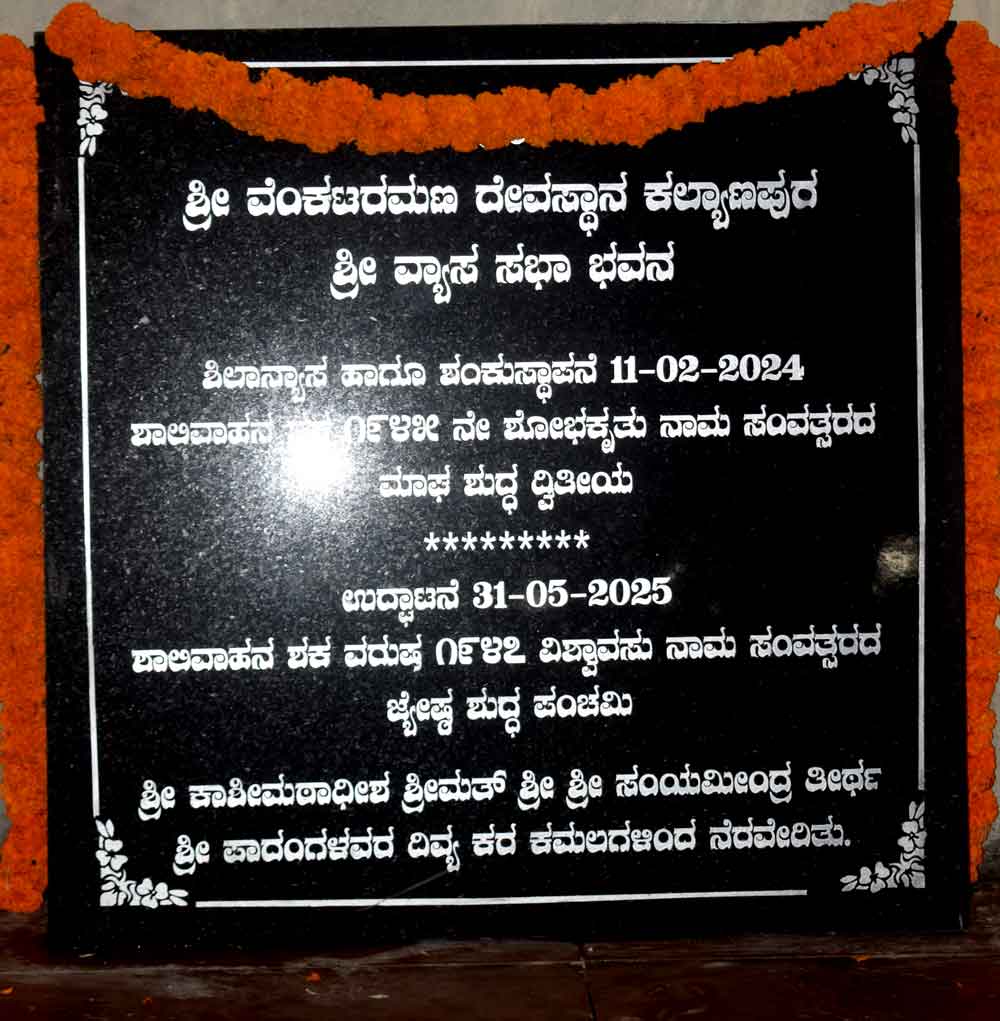 ಶ್ರೀ ವೆಂಕಟರಮಣ ದೇವಸ್ಥಾನ ಕಲ್ಯಾಣಪುರ
ಶ್ರೀ ವ್ಯಾಸ ಸಭಾ ಭವನ
ಶಿಲಾನ್ಯಾಸ ಹಾಗೂ ಶಂಕುಸ್ಥಾಪನೆ 11-02-2024
ಶಾಲಿವಾಹನ ೧೯೪೫ ನೇ ಶೋಭಕೃತು ನಾಮ ಸಂವತ್ಸರದ
ಮಾಘ ಶುದ್ಧ ದ್ವಿತೀಯ
*********
ಉದ್ಘಾಟನೆ 31-05-2025
ಶಾಲಿವಾಹನ ಶಕ ವರುಷ ೧೯೪೭ ವಿಶ್ವಾವಸು ನಾಮ ಸಂವತ್ಸರದ
ಜ್ಯೇಷ್ಠ ಶುದ್ಧ ಪಂಚಮಿ
ಶ್ರೀ ಕಾಶೀಮಠಾಧೀಶ ಶ್ರೀಮತ್ ಶ್ರೀ ಶ್ರೀ ಸಂಯಮೀಂದ್ರ ತೀರ್ಥ
ಶ್ರೀ ಪಾದಂಗಳವರ ದಿವ್ಯ ಕರ ಕಮಲಗಳಿಂದ ನೆರವೇರಿತು.